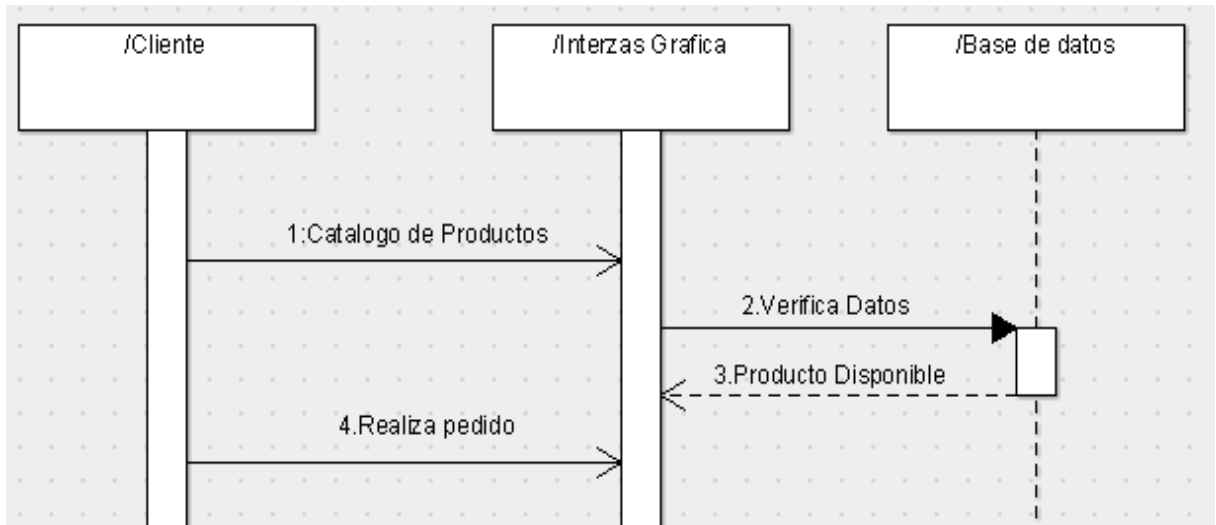 /Cliente
/Interzas Grafica
/Base de datos
1:Catalogo de Productos
2.Verifica Datos
3.Producto Disponible
4.Realiza pedido